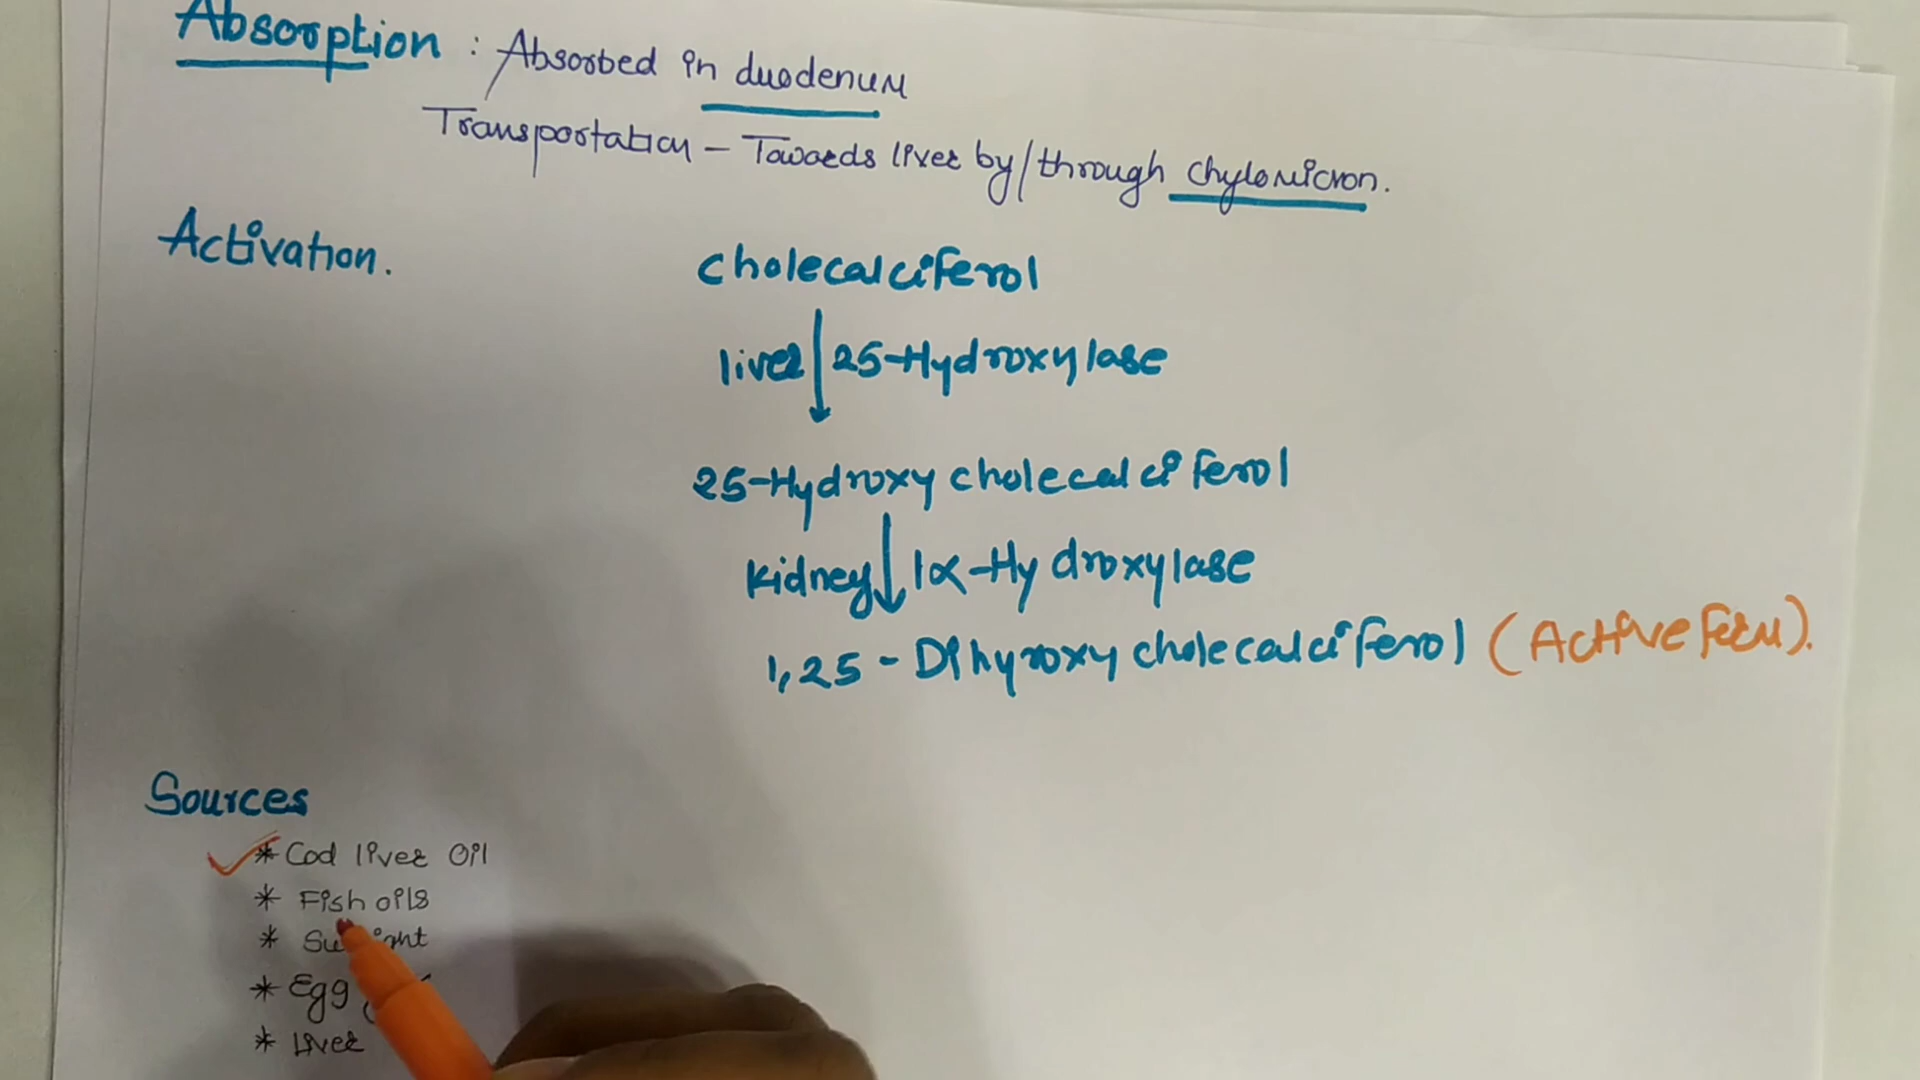 Absorption : Absorbed in duodenum
Transportation – Towards liver by/through chylomicron.
Activation.
Cholecalciferol
liver 25-Hydroxylase
25-Hydroxy cholecalciferol
Kidney 1α-Hydroxylase
1,25 - Dihyroxy cholecalciferol (Active form).
Sources
* Cod liver oil
* Fish oils
*
* Egg
* Liver